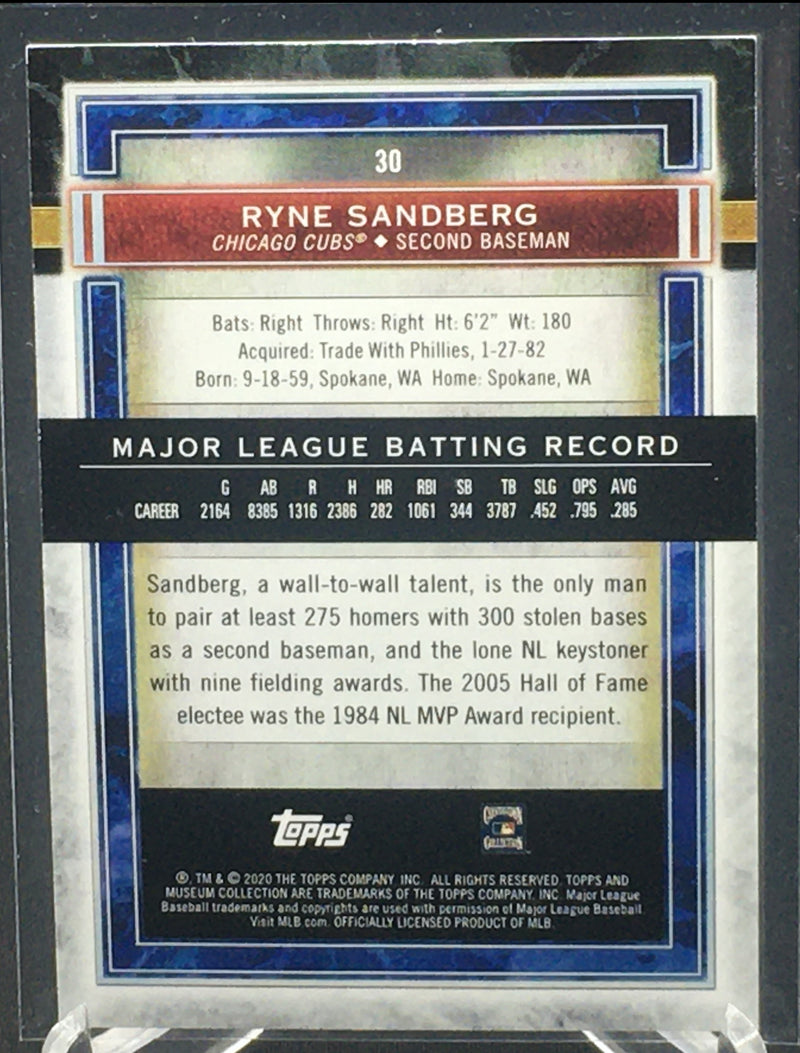 30
RYNE SANDBERG
CHICAGO CUBS® ◆ SECOND BASEMAN
Bats: Right Throws: Right Ht: 6'2" Wt: 180
Acquired: Trade With Phillies, 1-27-82
Born: 9-18-59, Spokane, WA Home: Spokane, WA
MAJOR LEAGUE BATTING RECORD
G AB R H HR RBI SB TB SLG OPS AVG
CAREER 2164 8385 1316 2386 282 1061 344 3787 .452 .795 .285
Sandberg, a wall-to-wall talent, is the only man
to pair at least 275 homers with 300 stolen bases
as a second baseman, and the lone NL keystoner
with nine fielding awards. The 2005 Hall of Fame
electee was the 1984 NL MVP Award recipient.
Topps®
®, TM & © 2020 THE TOPPS COMPANY, INC. ALL RIGHTS RESERVED. TOPPS AND
MUSEUM COLLECTION ARE TRADEMARKS OF THE TOPPS COMPANY, INC. Major League
Baseball trademarks and copyrights are used with permission of Major League Baseball.
Visit MLB.com. OFFICIALLY LICENSED PRODUCT OF MLB.